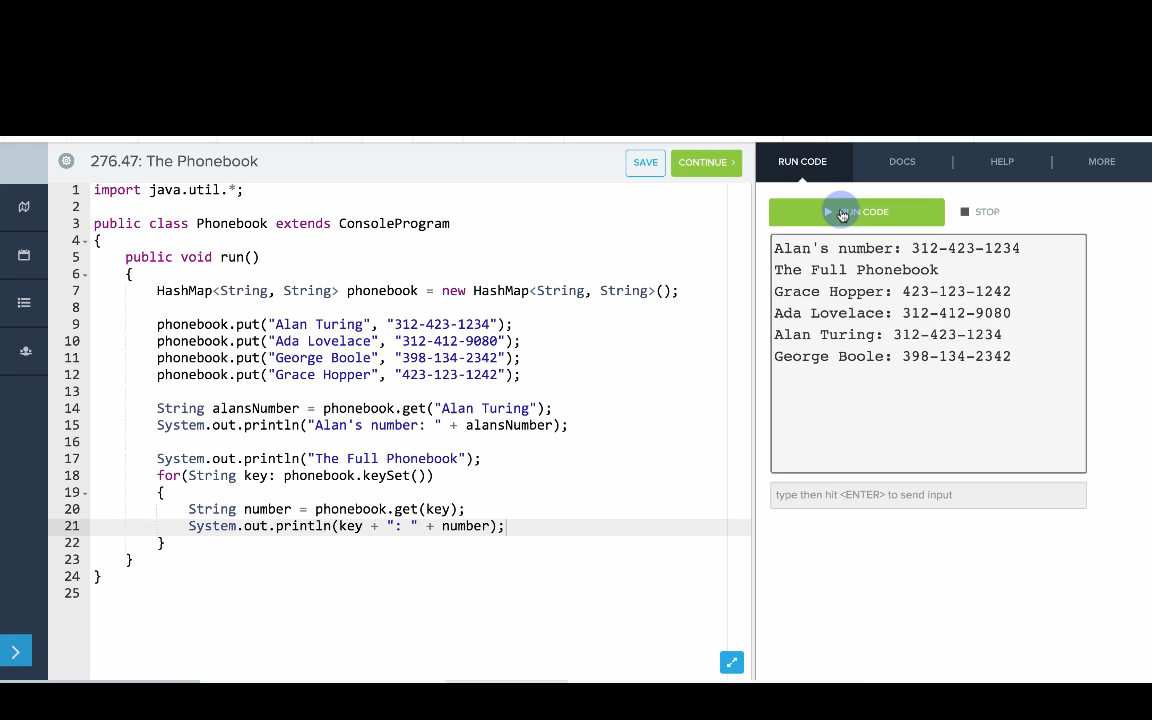 276.47: The Phonebook
SAVE
CONTINUE >
RUN CODE
DOCS
HELP
MORE
1 import java.util.*;
2
3 public class Phonebook extends ConsoleProgram
4 {
5 public void run()
6 {
7 HashMap<String, String> phonebook = new HashMap<String, String>();
8
9 phonebook.put("Alan Turing", "312-423-1234");
10 phonebook.put("Ada Lovelace", "312-412-9080");
11 phonebook.put("George Boole", "398-134-2342");
12 phonebook.put("Grace Hopper", "423-123-1242");
13
14 String alansNumber = phonebook.get("Alan Turing");
15 System.out.println("Alan's number: " + alansNumber);
16
17 System.out.println("The Full Phonebook");
18 for(String key: phonebook.keySet())
19 {
20 String number = phonebook.get(key);
21 System.out.println(key + ": " + number);
22 }
23 }
24 }
25
RUN CODE
STOP
Alan's number: 312-423-1234
The Full Phonebook
Grace Hopper: 423-123-1242
Ada Lovelace: 312-412-9080
Alan Turing: 312-423-1234
George Boole: 398-134-2342
type then hit <ENTER> to send input